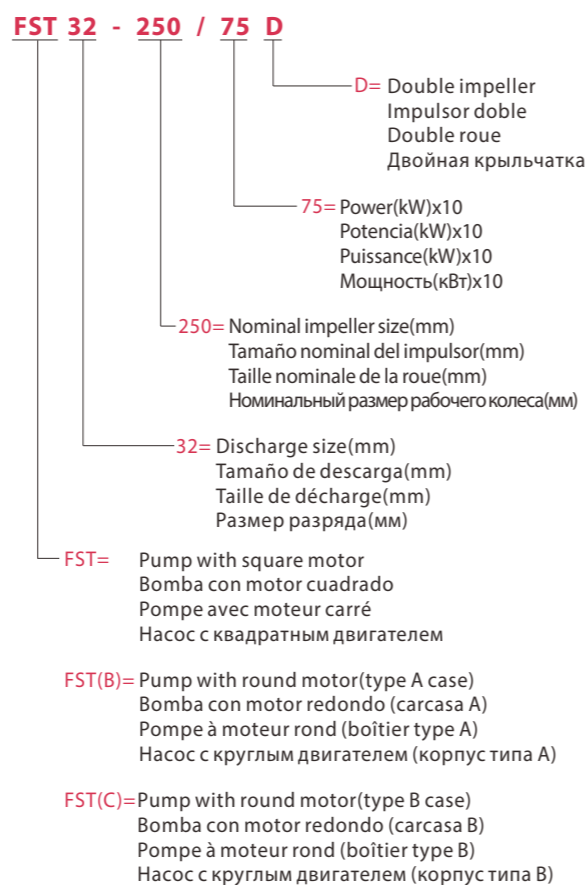 FST 32 - 250 / 75 D
D= Double impeller
Impulsor doble
Double roue
Двойная крыльчатка
75= Power(kW)x10
Potencia(kW)x10
Puissance(kW)x10
Мощность(кВт)x10
250= Nominal impeller size(mm)
Tamaño nominal del impulsor(mm)
Taille nominale de la roue(mm)
Номинальный размер рабочего колеса(мм)
32= Discharge size(mm)
Tamaño de descarga(mm)
Taille de décharge(mm)
Размер разряда(мм)
FST= Pump with square motor
Bomba con motor cuadrado
Pompe avec moteur carré
Насос с квадратным двигателем
FST(B)= Pump with round motor(type A case)
Bomba con motor redondo (carcasa A)
Pompe à moteur rond (boîtier type A)
Насос с круглым двигателем (корпус типа A)
FST(C)=Pump with round motor(type B case)
Bomba con motor redondo (carcasa B)
Pompe à moteur rond (boîtier type B)
Насос с круглым двигателем (корпус типа B)